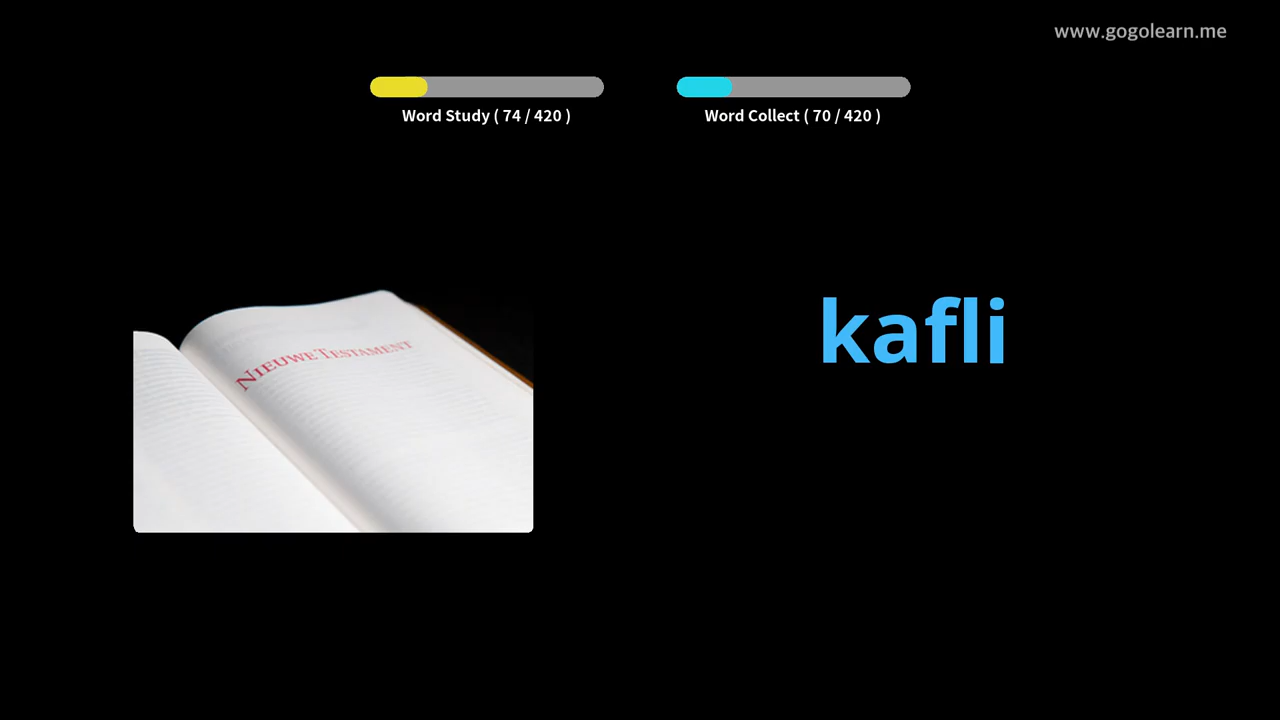 www.gogolearn.me
Word Study ( 74 / 420 )
Word Collect ( 70 / 420 )
NIEUWE TESTAMENT
kafli